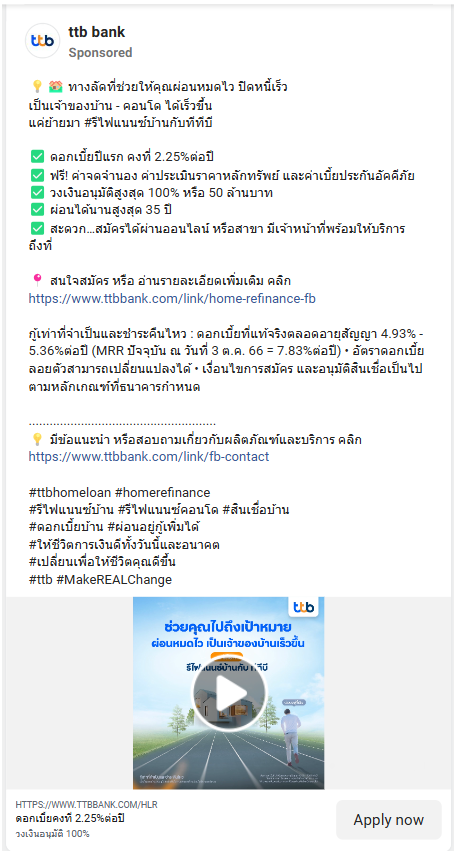 ttb
ttb bank
Sponsored
💡 🏘️ ทางลัดที่ช่วยให้คุณผ่อนหมดไว ปิดหนี้เร็ว
เป็นเจ้าของบ้าน - คอนโด ได้เร็วขึ้น
แค่ย้ายมา #รีไฟแนนซ์บ้านกับทีทีบี
✅ ดอกเบี้ยปีแรก คงที่ 2.25%ต่อปี
✅ ฟรี! ค่าจดจำนอง ค่าประเมินราคาหลักทรัพย์ และค่าเบี้ยประกันอัคคีภัย
✅ วงเงินอนุมัติสูงสุด 100% หรือ 50 ล้านบาท
✅ ผ่อนได้นานสูงสุด 35 ปี
✅ สะดวก...สมัครได้ผ่านออนไลน์ หรือสาขา มีเจ้าหน้าที่พร้อมให้บริการ
ถึงที่
📍 สนใจสมัคร หรือ อ่านรายละเอียดเพิ่มเติม คลิก
https://www.ttbbank.com/link/home-refinance-fb
กู้เท่าที่จำเป็นและชำระคืนไหว : ดอกเบี้ยที่แท้จริงตลอดอายุสัญญา 4.93% -
5.36%ต่อปี (MRR ปัจจุบัน ณ วันที่ 3 ต.ค. 66 = 7.83%ต่อปี) • อัตราดอกเบี้ย
ลอยตัวสามารถเปลี่ยนแปลงได้ • เงื่อนไขการสมัคร และอนุมัติสินเชื่อเป็นไป
ตามหลักเกณฑ์ที่ธนาคารกำหนด
......................................................
💡 มีข้อแนะนำ หรือสอบถามเกี่ยวกับผลิตภัณฑ์และบริการ คลิก
https://www.ttbbank.com/link/fb-contact
#ttbhomeloan #homerefinance
#รีไฟแนนซ์บ้าน #รีไฟแนนซ์คอนโด #สินเชื่อบ้าน
#ดอกเบี้ยบ้าน #ผ่อนอยู่กู้เพิ่มได้
#ให้ชีวิตการเงินดีทั้งวันนี้และอนาคต
#เปลี่ยนเพื่อให้ชีวิตคุณดีขึ้น
#ttb #MakeREALChange
ttb
ช่วยคุณไปถึงเป้าหมาย
ผ่อนหมดไว เป็นเจ้าของบ้านเร็วขึ้น
รีไฟแนนซ์บ้านกับ ทีทีบี
HTTPS://WWW.TTBBANK.COM/HLR
ดอกเบี้ยคงที่ 2.25%ต่อปี
วงเงินอนุมัติ 100%
Apply now